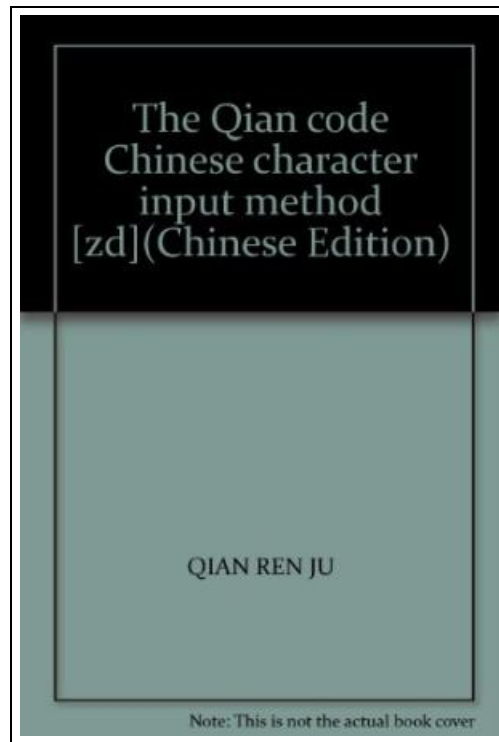 The Qian code
Chinese character
input method
[zd](Chinese Edition)
QIAN REN JU
Note: This is not the actual book cover